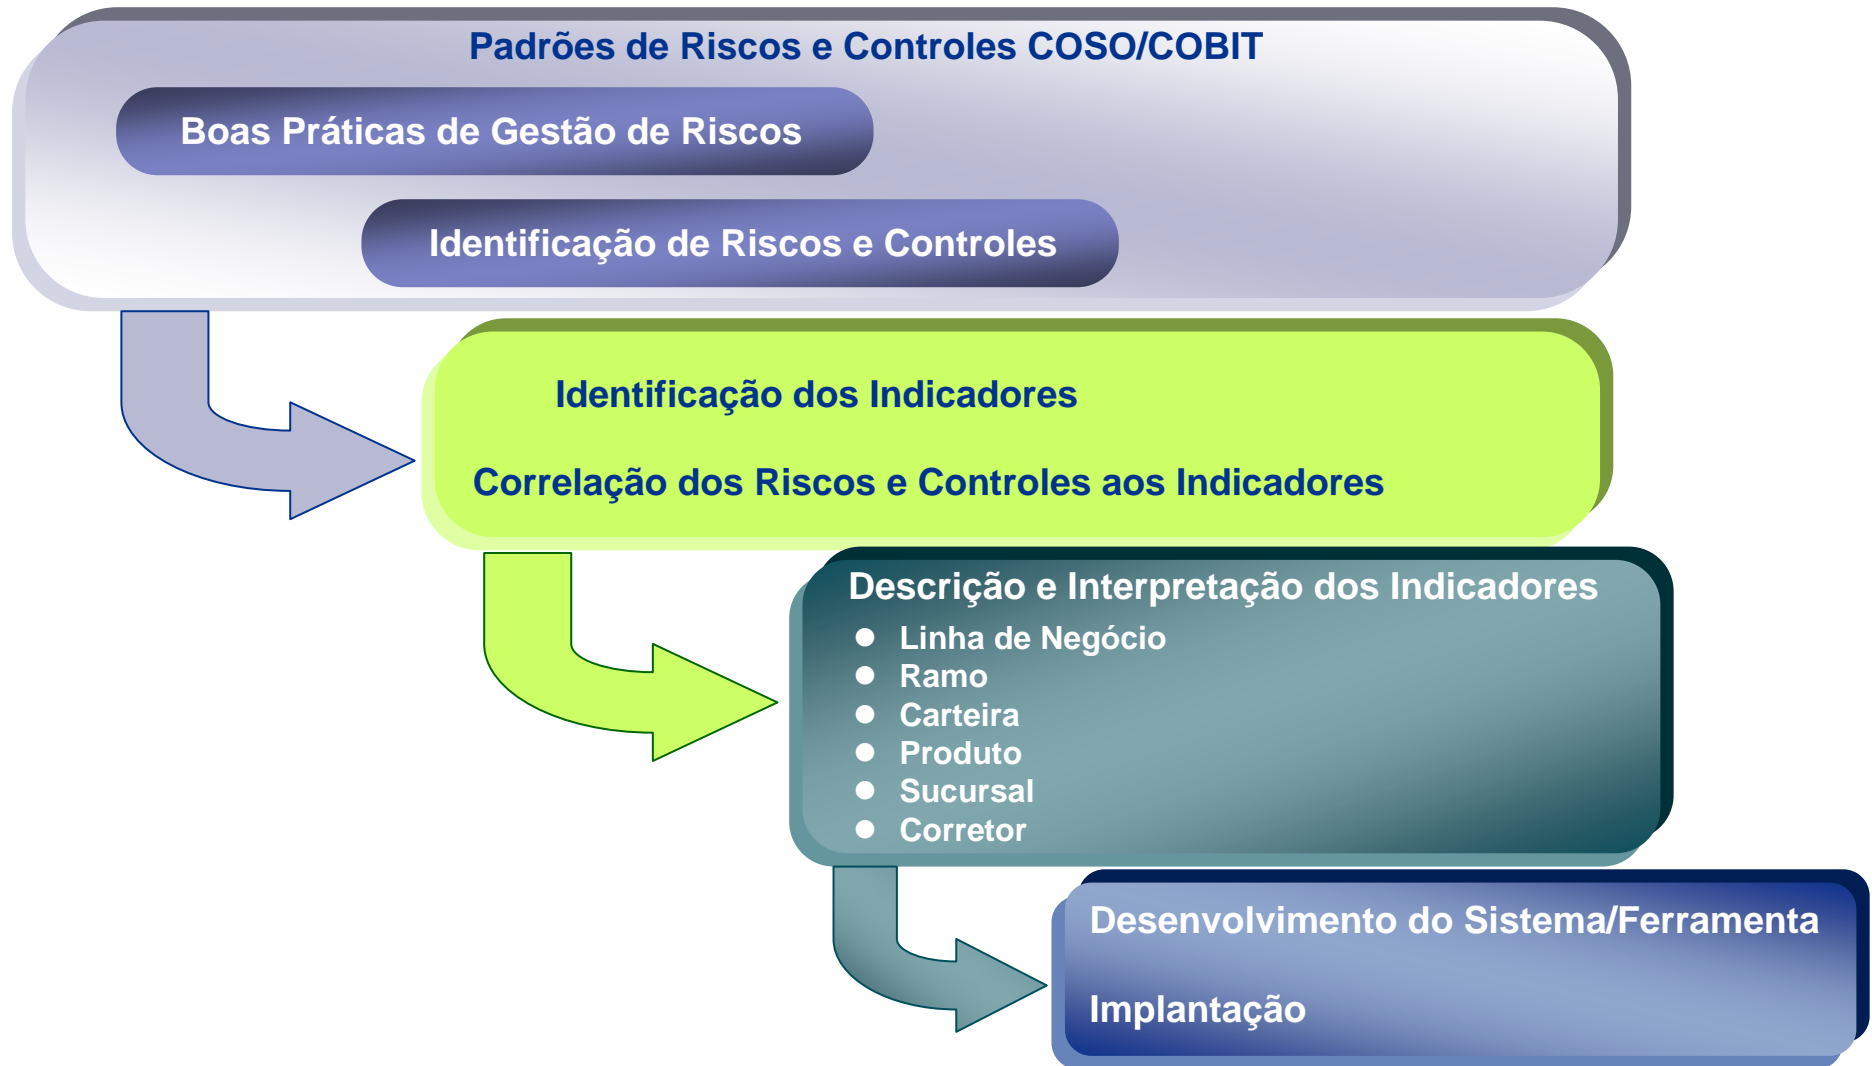 Padrões de Riscos e Controles COSO/COBIT
Boas Práticas de Gestão de Riscos
Identificação de Riscos e Controles
Identificação dos Indicadores
Correlação dos Riscos e Controles aos Indicadores
Descrição e Interpretação dos Indicadores
● Linha de Negócio
● Ramo
● Carteira
● Produto
● Sucursal
● Corretor
Desenvolvimento do Sistema/Ferramenta
Implantação